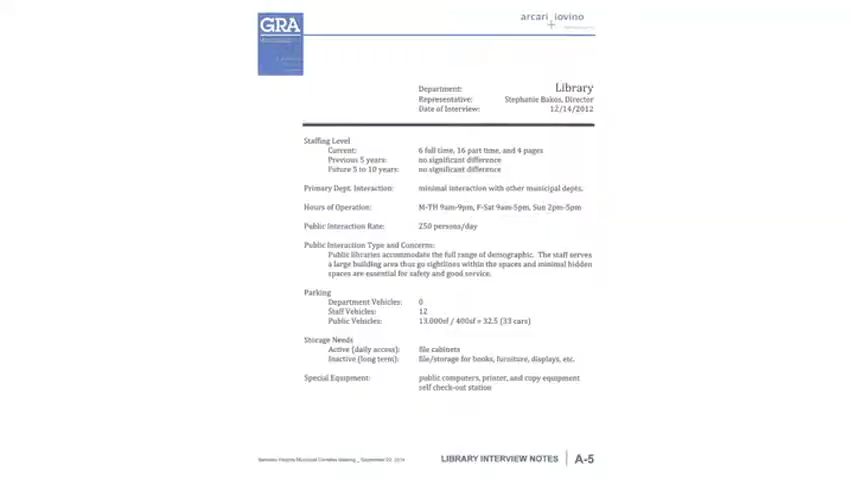 GRA
arcari iovino
+
Department: Library
Representative: Stephanie Bakos, Director
Date of Interview: 12/14/2012
Staffing Level
Current: 6 full time, 16 part time, and 4 pages
Previous 5 years: no significant difference
Future 5 to 10 years: no significant difference
Primary Dept. Interaction: minimal interaction with other municipal depts.
Hours of Operation: M-TH 9am-9pm, F-Sat 9am-5pm, Sun 2pm-5pm
Public Interaction Rate: 250 persons/day
Public Interaction Type and Concerns:
Public libraries accommodate the full range of demographic. The staff serves
a large building area thus go sightlines within the spaces and minimal hidden
spaces are essential for safety and good service.
Parking
Department Vehicles: 0
Staff Vehicles: 12
Public Vehicles: 13,000sf / 400sf = 32.5 (33 cars)
Storage Needs
Active (daily access): file cabinets
Inactive (long term): file/storage for books, furniture, displays, etc.
Special Equipment: public computers, printer, and copy equipment
self check-out station
Heights Municipal Complex
LIBRARY INTERVIEW NOTES A-5